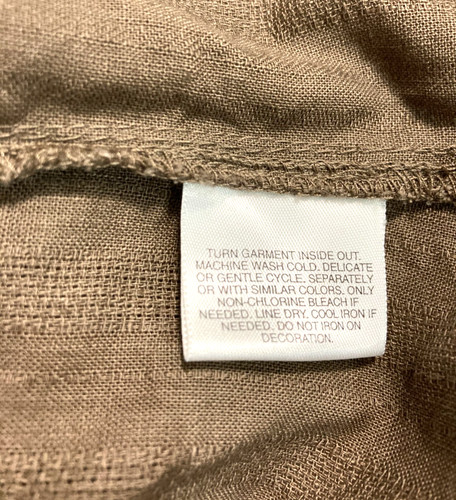 TURN GARMENT INSIDE OUT.
MACHINE WASH COLD. DELICATE
OR GENTLE CYCLE. SEPARATELY
OR WITH SIMILAR COLORS. ONLY
NON-CHLORINE BLEACH IF
NEEDED. LINE DRY. COOL IRON IF
NEEDED. DO NOT IRON ON
DECORATION.